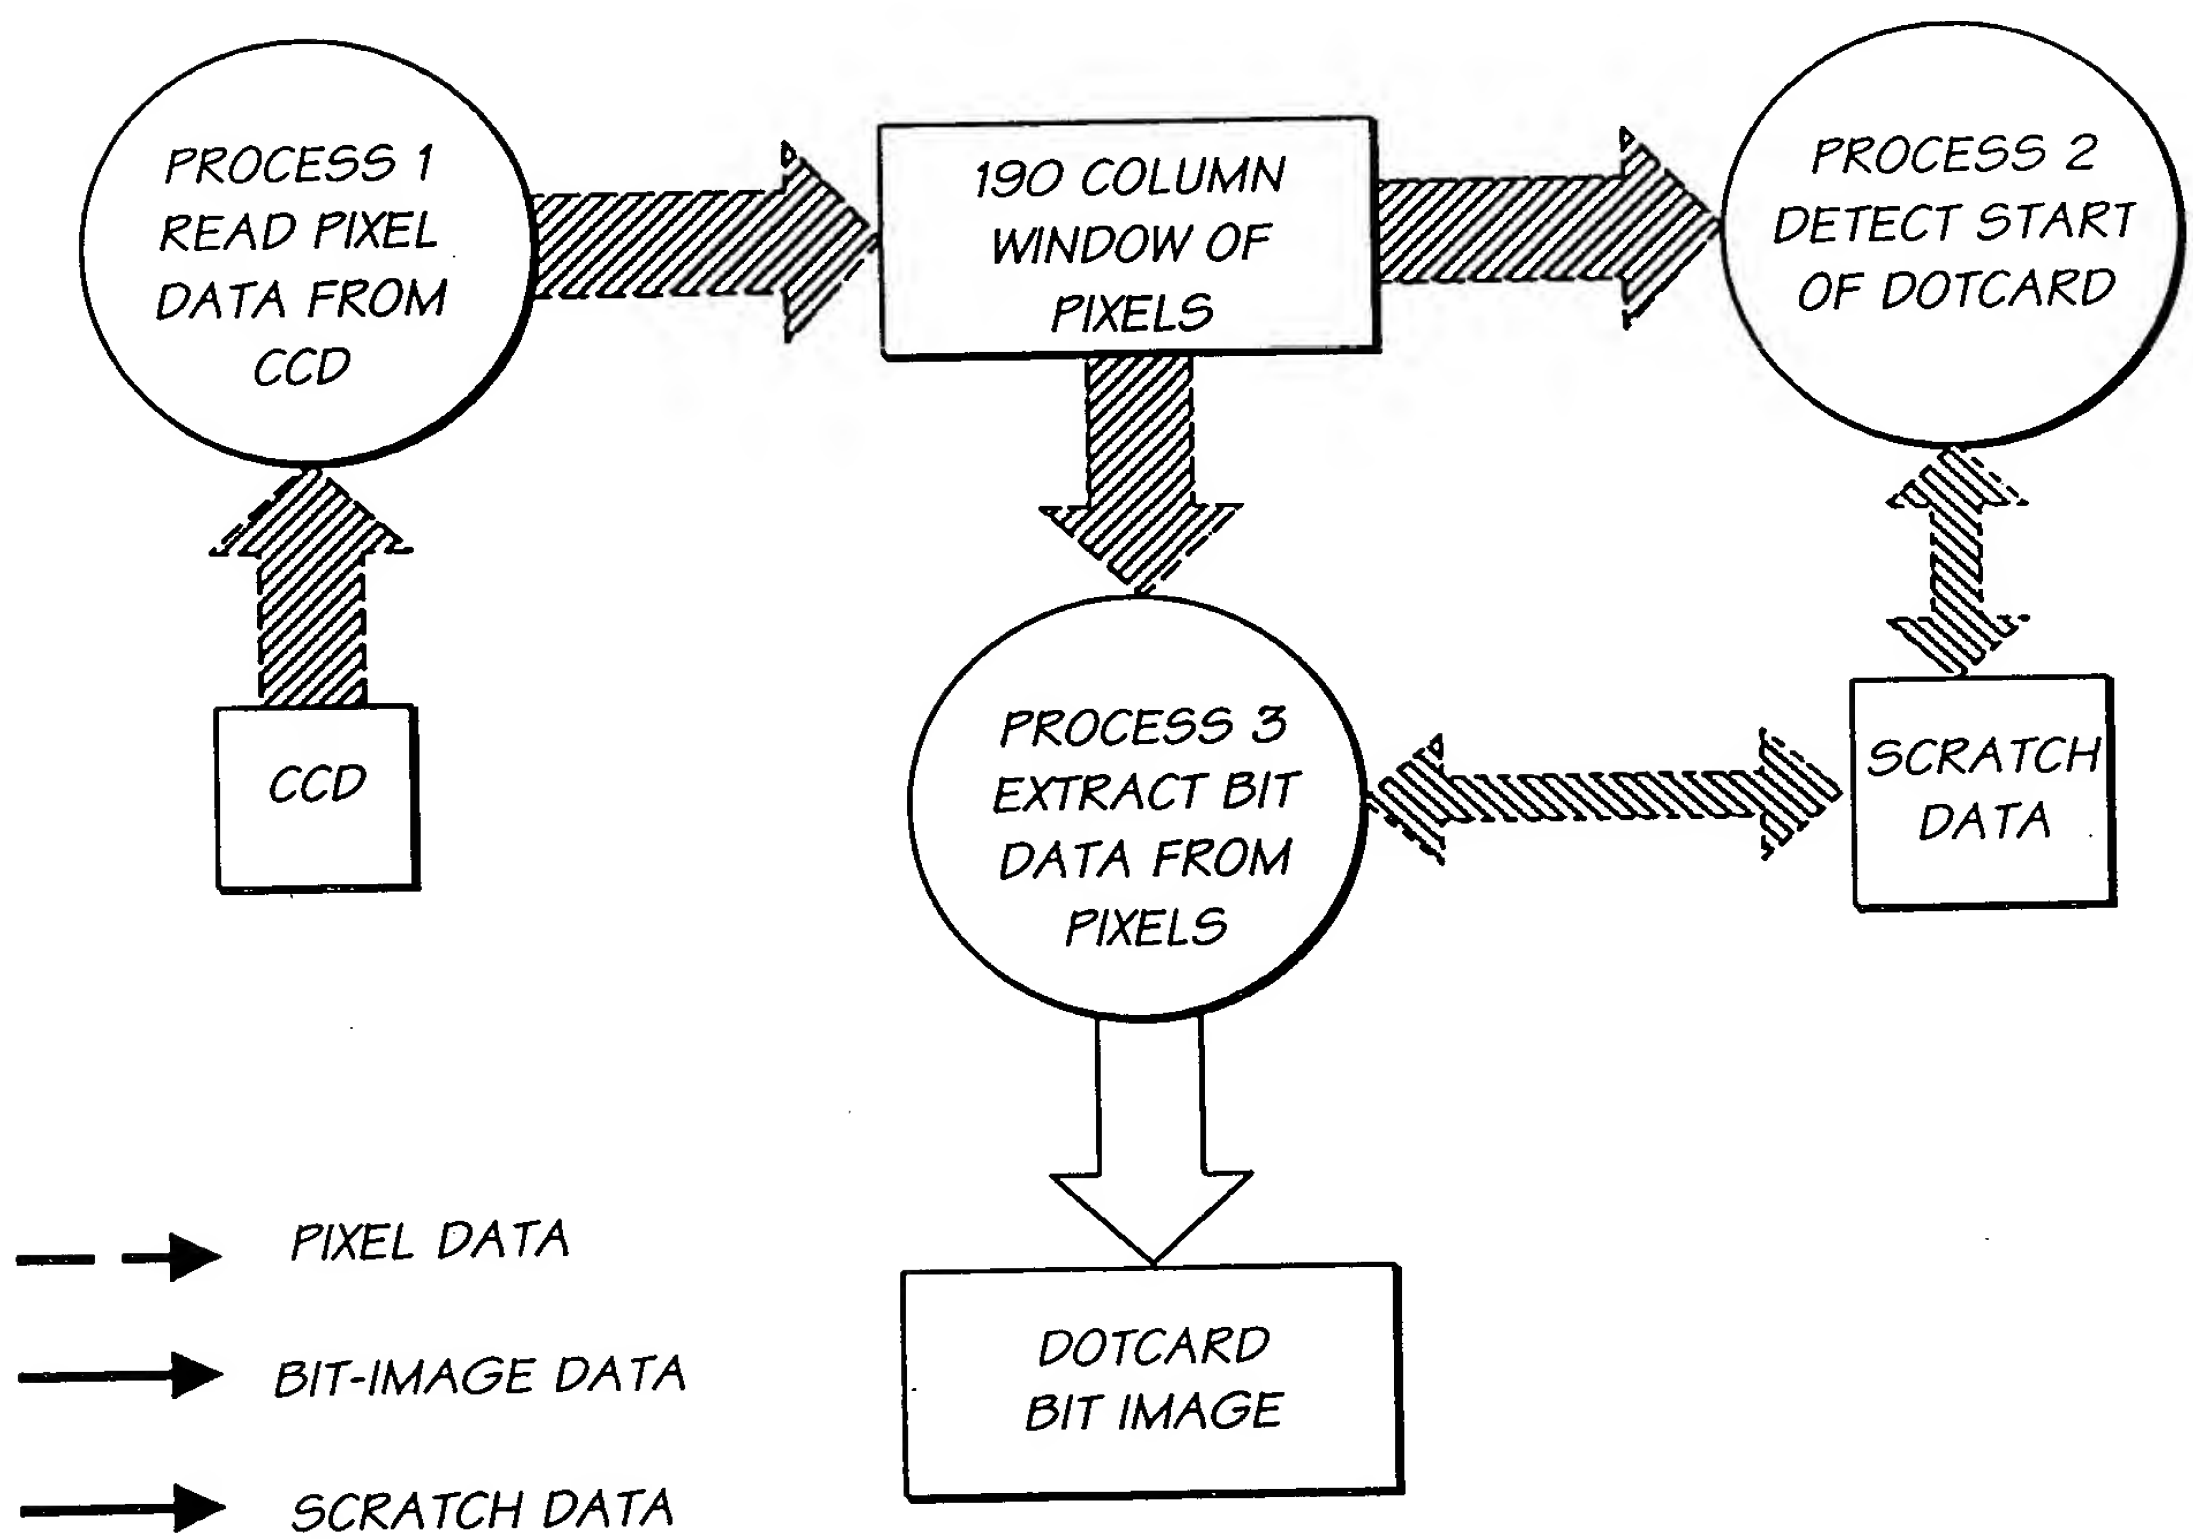 PROCESS 1
READ PIXEL
DATA FROM
CCD
190 COLUMN
WINDOW OF
PIXELS
PROCESS 2
DETECT START
OF DOTCARD
CCD
PROCESS 3
EXTRACT BIT
DATA FROM
PIXELS
SCRATCH
DATA
DOTCARD
BIT IMAGE
PIXEL DATA
BIT-IMAGE DATA
SCRATCH DATA